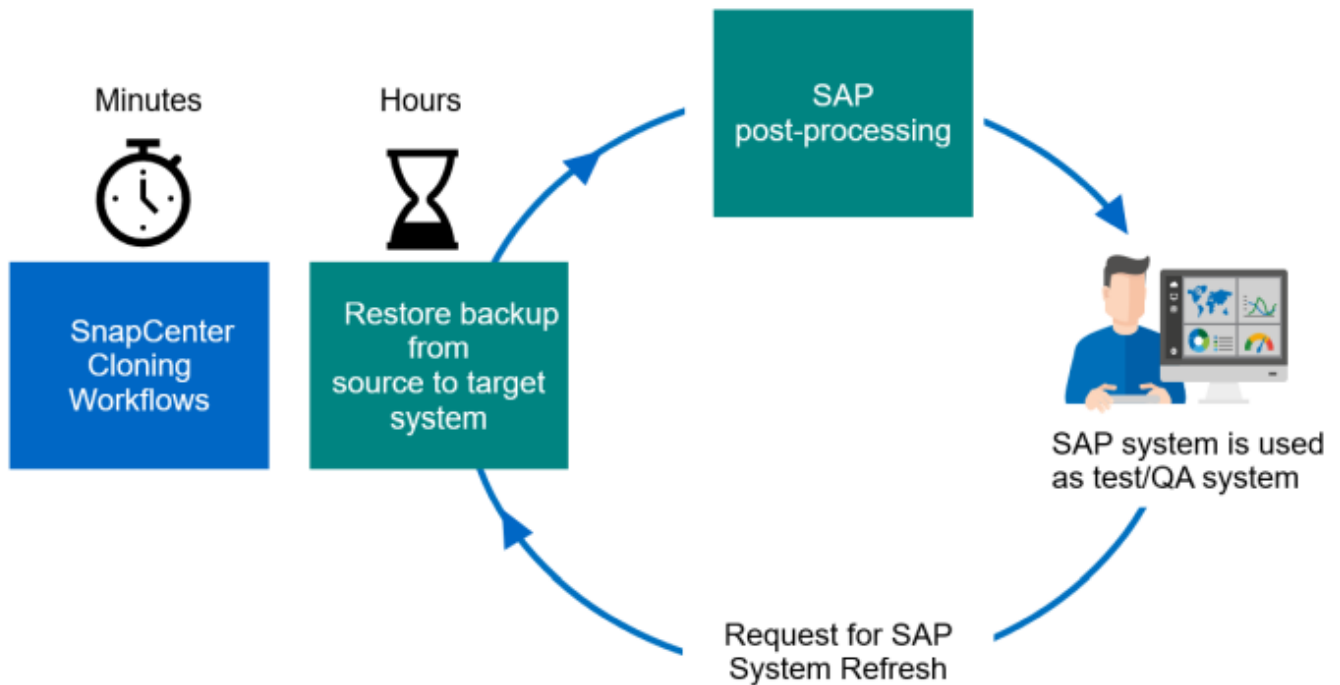 Minutes
Hours
SnapCenter
Cloning
Workflows
Restore backup
from
source to target
system
SAP
post-processing
SAP system is used
as test/QA system
Request for SAP
System Refresh